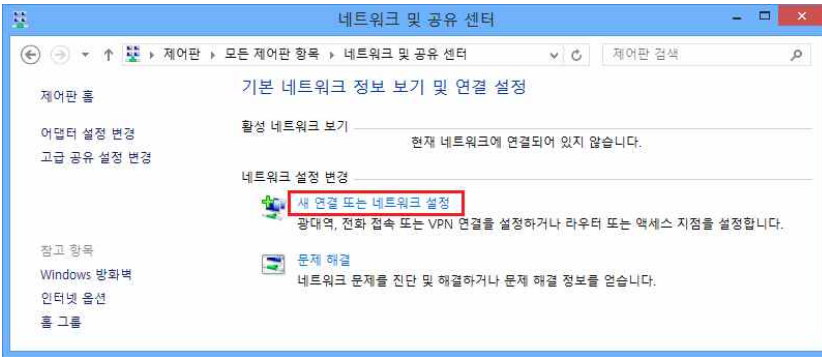 네트워크 및 공유 센터
제어판 ▸ 모든 제어판 항목 ▸ 네트워크 및 공유 센터
제어판 검색
제어판 홈
어댑터 설정 변경
고급 공유 설정 변경
참고 항목
Windows 방화벽
인터넷 옵션
홈 그룹
기본 네트워크 정보 보기 및 연결 설정
활성 네트워크 보기
현재 네트워크에 연결되어 있지 않습니다.
네트워크 설정 변경
새 연결 또는 네트워크 설정
광대역, 전화 접속 또는 VPN 연결을 설정하거나 라우터 또는 액세스 지점을 설정합니다.
문제 해결
네트워크 문제를 진단 및 해결하거나 문제 해결 정보를 얻습니다.